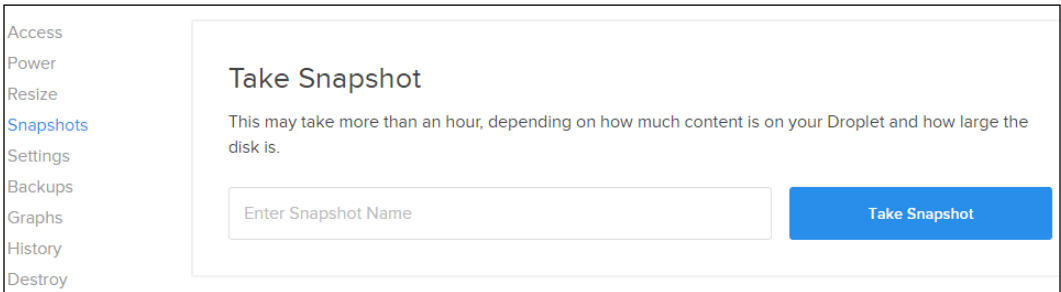 Access
Power
Resize
Snapshots
Settings
Backups
Graphs
History
Destroy
Take Snapshot
This may take more than an hour, depending on how much content is on your Droplet and how large the
disk is.
Enter Snapshot Name
Take Snapshot